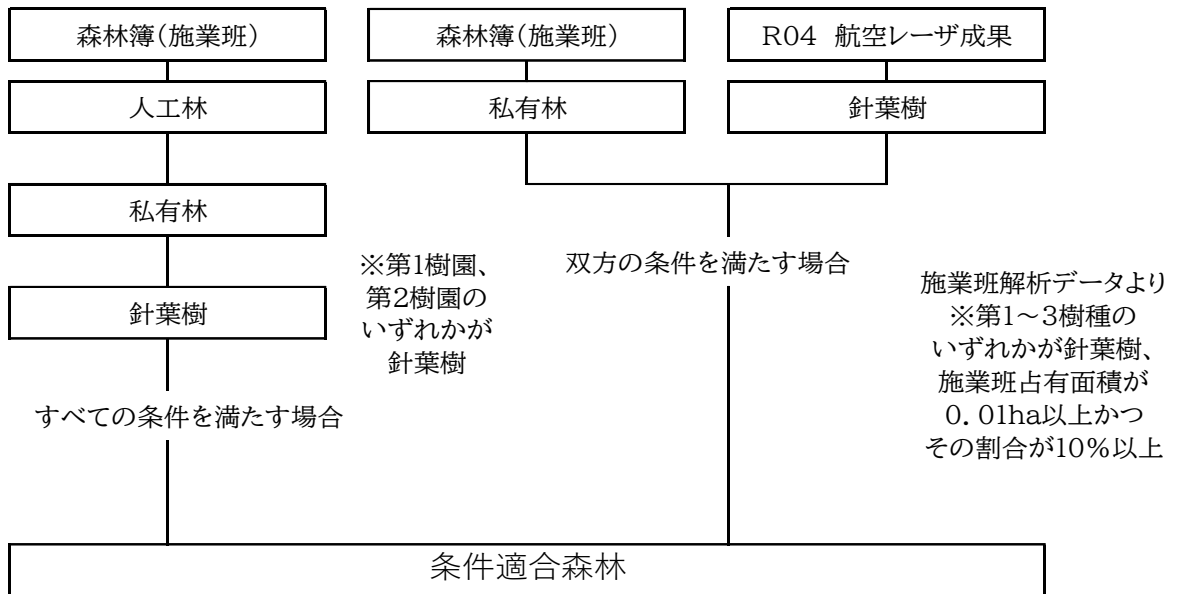 森林簿（施業班）
人工林
私有林
針葉樹
※第1樹園、
第2樹園の
いずれかが
針葉樹
すべての条件を満たす場合
森林簿（施業班）
私有林
R04 航空レーザ成果
針葉樹
双方の条件を満たす場合
施業班解析データより
※第1～3樹種の
いずれかが針葉樹、
施業班占有面積が
0．01ha以上かつ
その割合が10％以上
条件適合森林